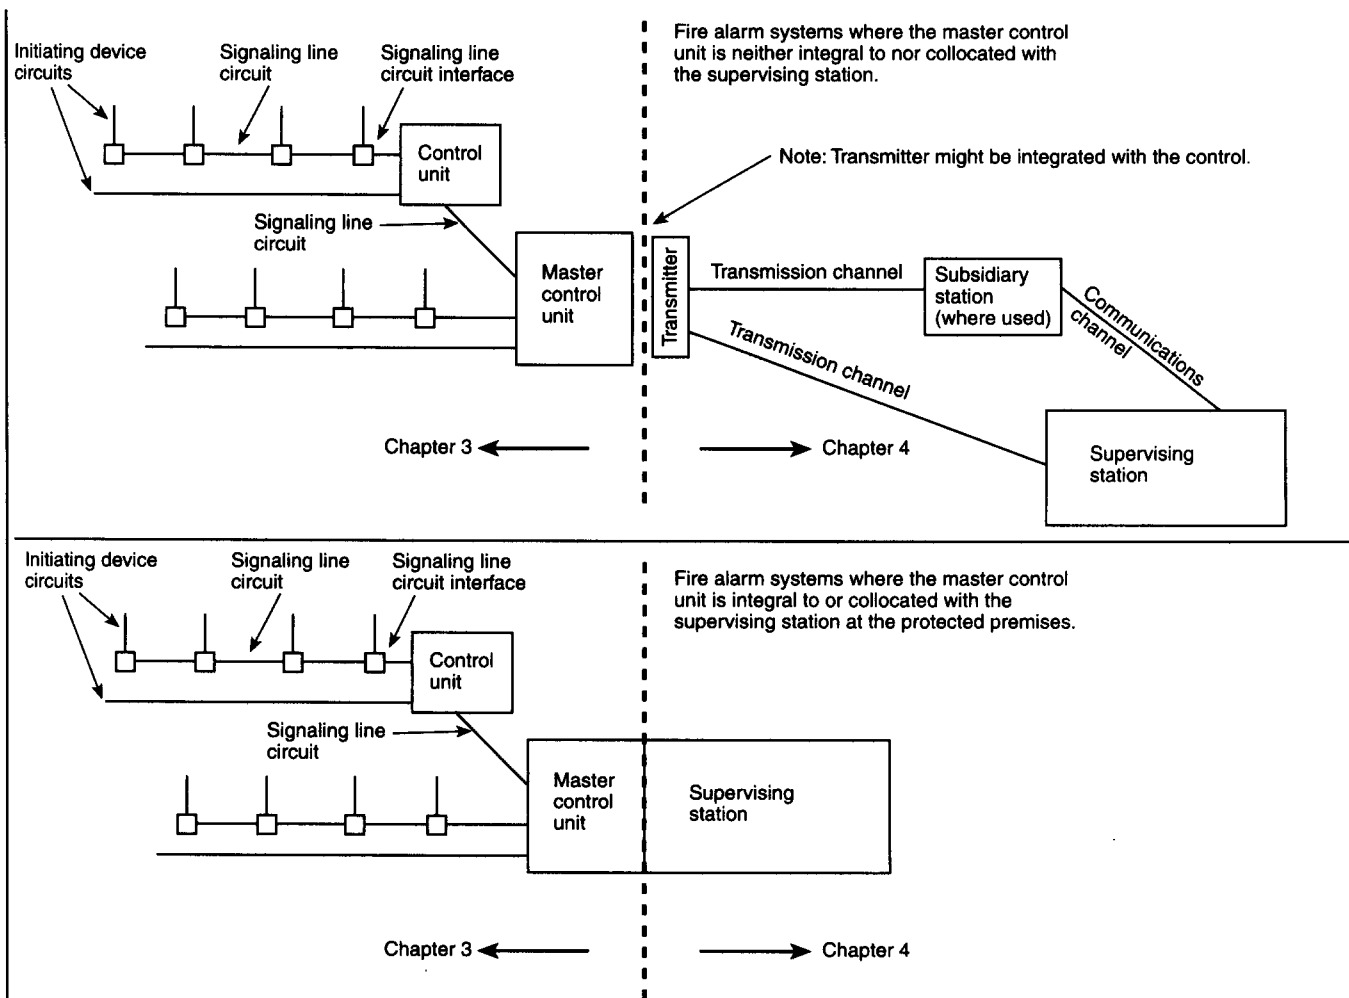 Initiating device
circuits
Signaling line
circuit
Signaling line
circuit interface
Control
unit
Signaling line
circuit
Master
control
unit
Fire alarm systems where the master control
unit is neither integral to nor collocated with
the supervising station.
Note: Transmitter might be integrated with the control.
Transmitter
Transmission channel
Subsidiary
station
(where used)
Communications
channel
Transmission channel
Supervising
station
Chapter 3
Chapter 4
Initiating device
circuits
Signaling line
circuit
Signaling line
circuit interface
Control
unit
Signaling line
circuit
Master
control
unit
Fire alarm systems where the master control
unit is integral to or collocated with the
supervising station at the protected premises.
Supervising
station
Chapter 3
Chapter 4